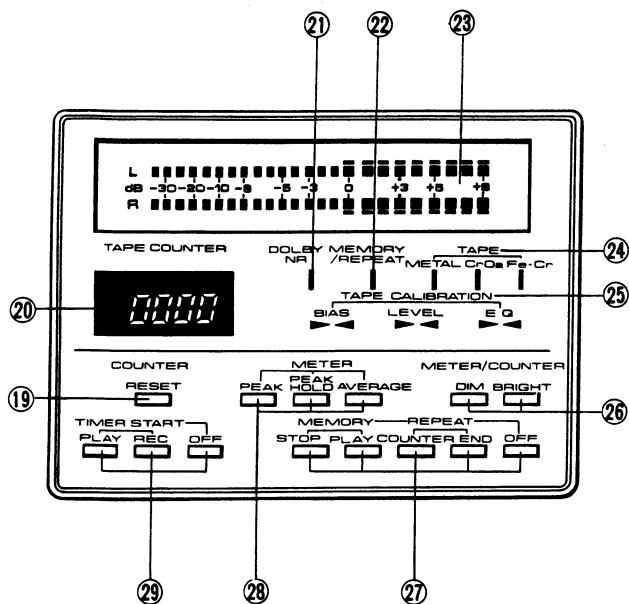 21 22 23
L
dB -30 -20 -10 -8 -5 -3 0 +3 +5 +8
R
TAPE COUNTER DOLBY NR MEMORY /REPEAT TAPE 24
METAL CrO2 Fe-Cr
TAPE CALIBRATION 25
20 0000 BIAS LEVEL EQ
COUNTER METER METER/COUNTER
19 RESET PEAK PEAK HOLD AVERAGE DIM BRIGHT 26
TIMER START MEMORY REPEAT
PLAY REC OFF STOP PLAY COUNTER END OFF
29 28 27